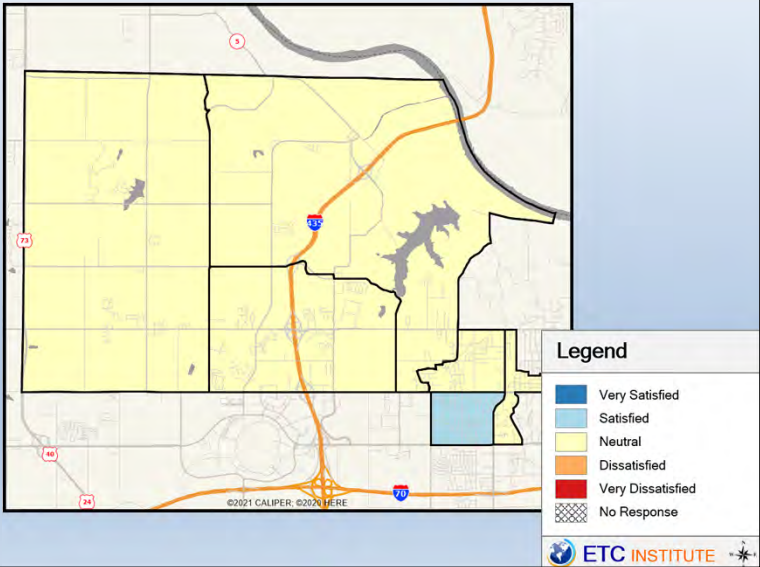 5
435
73
Legend
Very Satisfied
Satisfied
Neutral
Dissatisfied
Very Dissatisfied
No Response
40
24
70
©2021 CALIPER; ©2020 HERE
ETC INSTITUTE
N
W
E
S